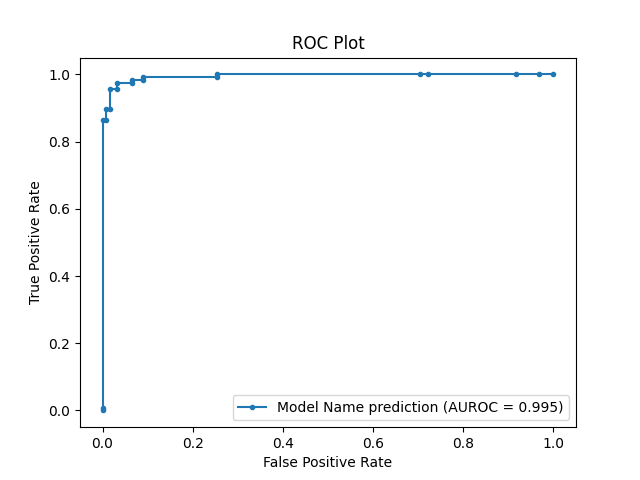 ROC Plot
True Positive Rate
1.0
0.8
0.6
0.4
0.2
0.0
Model Name prediction (AUROC = 0.995)
0.0 0.2 0.4 0.6 0.8 1.0
False Positive Rate